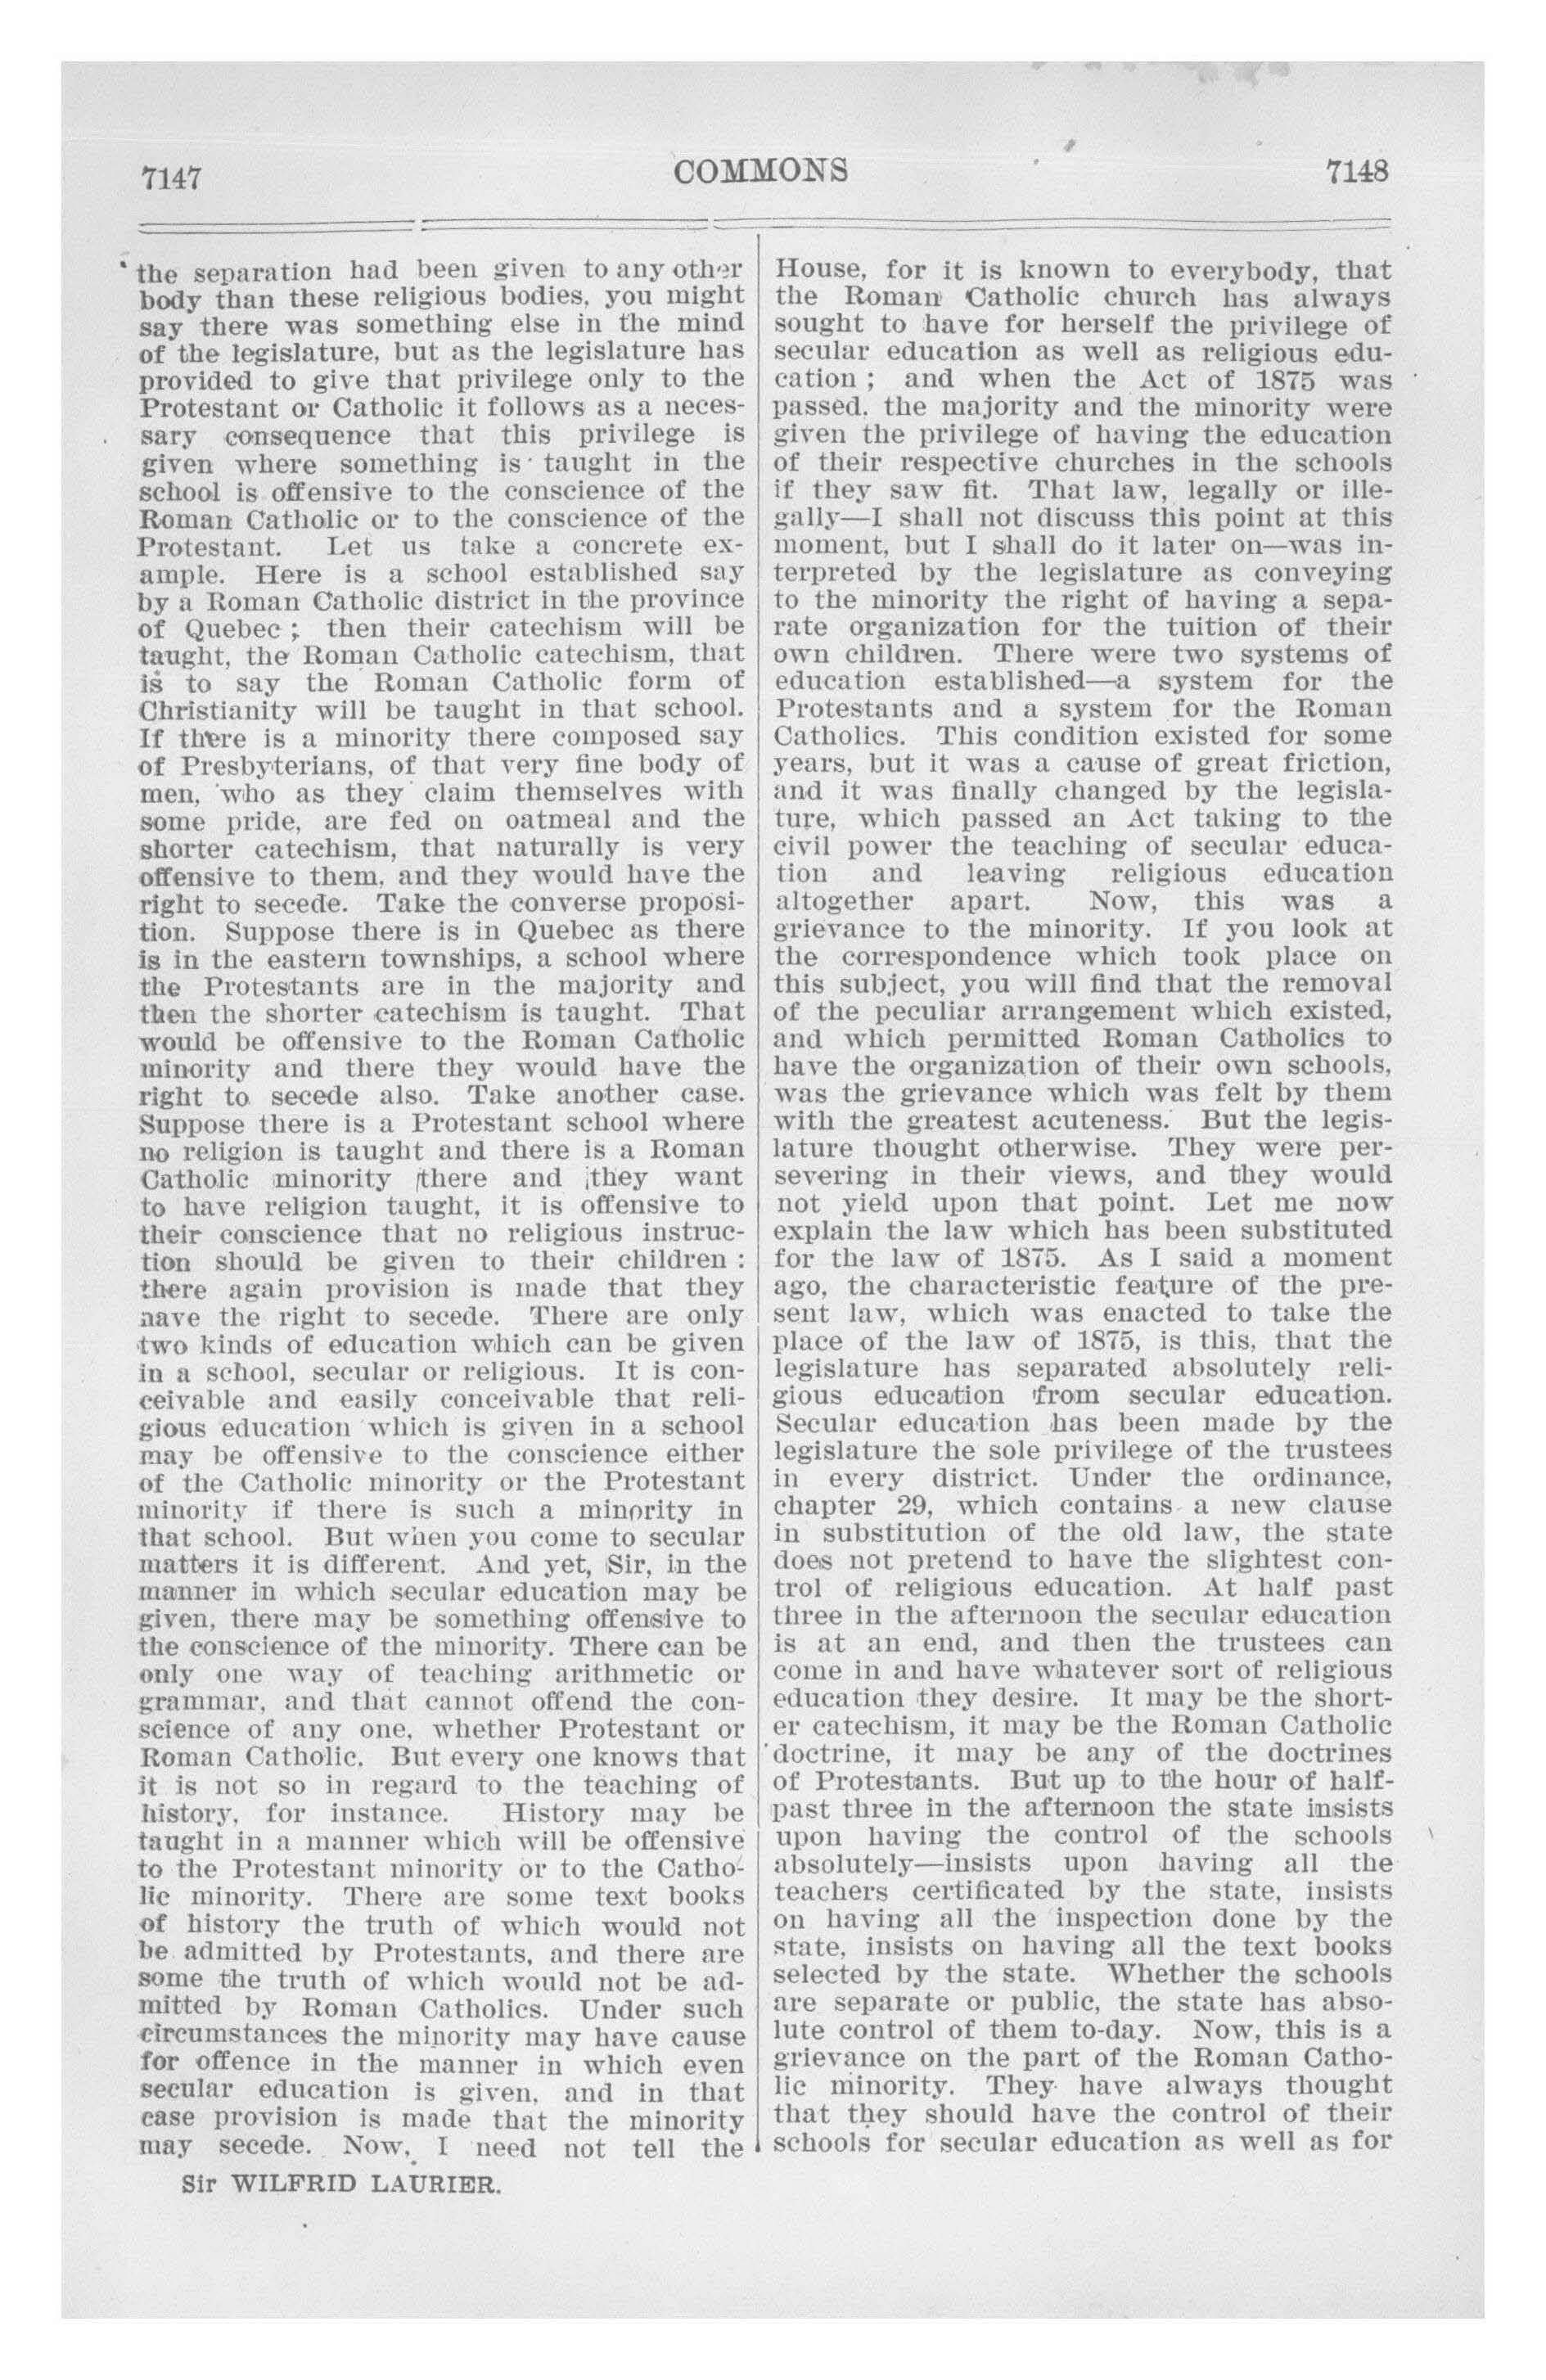 7147
COMMONS
7148
the separation had been given to any other
body than these religious bodies, you might
say there was something else in the mind
of the legislature, but as the legislature has
provided to give that privilege only to the
Protestant or Catholic it follows as a neces-
sary consequence that this privilege is
given where something is taught in the
school is offensive to the conscience of the
Roman Catholic or to the conscience of the
Protestant. Let us take a concrete ex-
ample. Here is a school established say
by a Roman Catholic district in the province
of Quebec ; then their catechism will be
taught, the Roman Catholic catechism, that
is to say the Roman Catholic form of
Christianity will be taught in that school.
If there is a minority there composed say
of Presbyterians, of that very fine body of
men, who as they claim themselves with
some pride, are fed on oatmeal and the
shorter catechism, that naturally is very
offensive to them, and they would have the
right to secede. Take the converse proposi-
tion. Suppose there is in Quebec as there
is in the eastern townships, a school where
the Protestants are in the majority and
then the shorter catechism is taught. That
would be offensive to the Roman Catholic
minority and there they would have the
right to secede also. Take another case.
Suppose there is a Protestant school where
no religion is taught and there is a Roman
Catholic minority there and they want
to have religion taught, it is offensive to
their conscience that no religious instruc-
tion should be given to their children :
there again provision is made that they
have the right to secede. There are only
two kinds of education which can be given
in a school, secular or religious. It is con-
ceivable and easily conceivable that reli-
gious education which is given in a school
may be offensive to the conscience either
of the Catholic minority or the Protestant
minority if there is such a minority in
that school. But when you come to secular
matters it is different. And yet, Sir, in the
manner in which secular education may be
given, there may be something offensive to
the conscience of the minority. There can be
only one way of teaching arithmetic or
grammar, and that cannot offend the con-
science of any one, whether Protestant or
Roman Catholic. But every one knows that
it is not so in regard to the teaching of
history, for instance. History may be
taught in a manner which will be offensive
to the Protestant minority or to the Catho-
lic minority. There are some text books
of history the truth of which would not
be admitted by Protestants, and there are
some the truth of which would not be ad-
mitted by Roman Catholics. Under such
circumstances the minority may have cause
for offence in the manner in which even
secular education is given, and in that
case provision is made that the minority
may secede. Now, I need not tell the
Sir WILFRID LAURIER.
House, for it is known to everybody, that
the Roman Catholic church has always
sought to have for herself the privilege of
secular education as well as religious edu-
cation ; and when the Act of 1875 was
passed, the majority and the minority were
given the privilege of having the education
of their respective churches in the schools
if they saw fit. That law, legally or ille-
gally—I shall not discuss this point at this
moment, but I shall do it later on—was in-
terpreted by the legislature as conveying
to the minority the right of having a sepa-
rate organization for the tuition of their
own children. There were two systems of
education established—a system for the
Protestants and a system for the Roman
Catholics. This condition existed for some
years, but it was a cause of great friction,
and it was finally changed by the legisla-
ture, which passed an Act taking to the
civil power the teaching of secular educa-
tion and leaving religious education
altogether apart. Now, this was a
grievance to the minority. If you look at
the correspondence which took place on
this subject, you will find that the removal
of the peculiar arrangement which existed,
and which permitted Roman Catholics to
have the organization of their own schools,
was the grievance which was felt by them
with the greatest acuteness. But the legis-
lature thought otherwise. They were per-
severing in their views, and they would
not yield upon that point. Let me now
explain the law which has been substituted
for the law of 1875. As I said a moment
ago, the characteristic feature of the pre-
sent law, which was enacted to take the
place of the law of 1875, is this, that the
legislature has separated absolutely reli-
gious education from secular education.
Secular education has been made by the
legislature the sole privilege of the trustees
in every district. Under the ordinance,
chapter 29, which contains a new clause
in substitution of the old law, the state
does not pretend to have the slightest con-
trol of religious education. At half past
three in the afternoon the secular education
is at an end, and then the trustees can
come in and have whatever sort of religious
education they desire. It may be the short-
er catechism, it may be the Roman Catholic
doctrine, it may be any of the doctrines
of Protestants. But up to the hour of half-
past three in the afternoon the state insists
upon having the control of the schools
absolutely—insists upon having all the
teachers certificated by the state, insists
on having all the inspection done by the
state, insists on having all the text books
selected by the state. Whether the schools
are separate or public, the state has abso-
lute control of them to-day. Now, this is a
grievance on the part of the Roman Catho-
lic minority. They have always thought
that they should have the control of their
schools for secular education as well as for